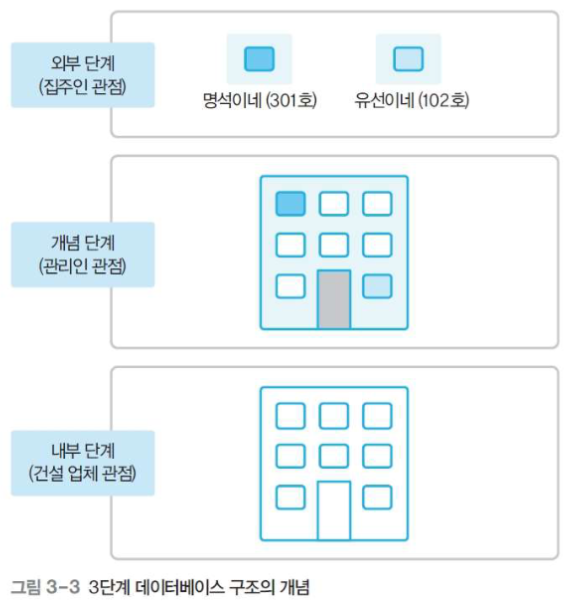 외부 단계
(집주인 관점)
명석이네 (301호)
유선이네 (102호)
개념 단계
(관리인 관점)
내부 단계
(건설 업체 관점)
그림 3-3 3단계 데이터베이스 구조의 개념